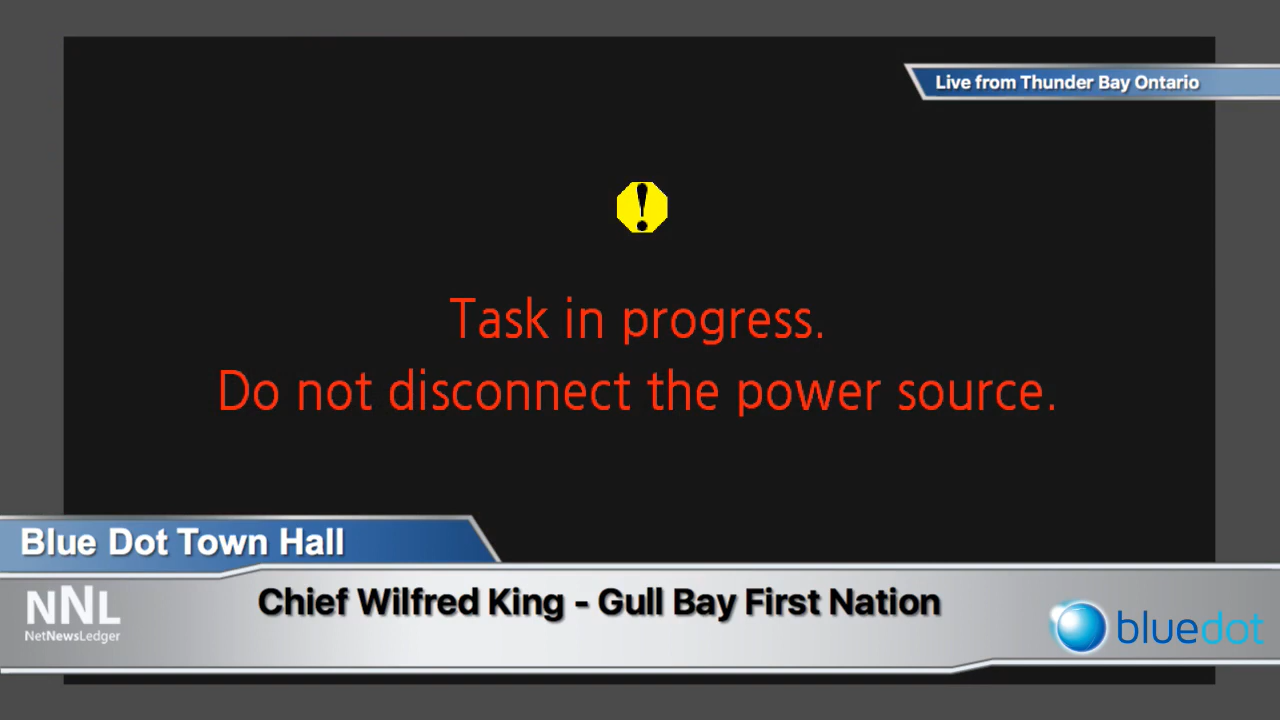 Live from Thunder Bay Ontario
!
Task in progress.
Do not disconnect the power source.
Blue Dot Town Hall
NNL
NetNewsLedger
Chief Wilfred King - Gull Bay First Nation
bluedot